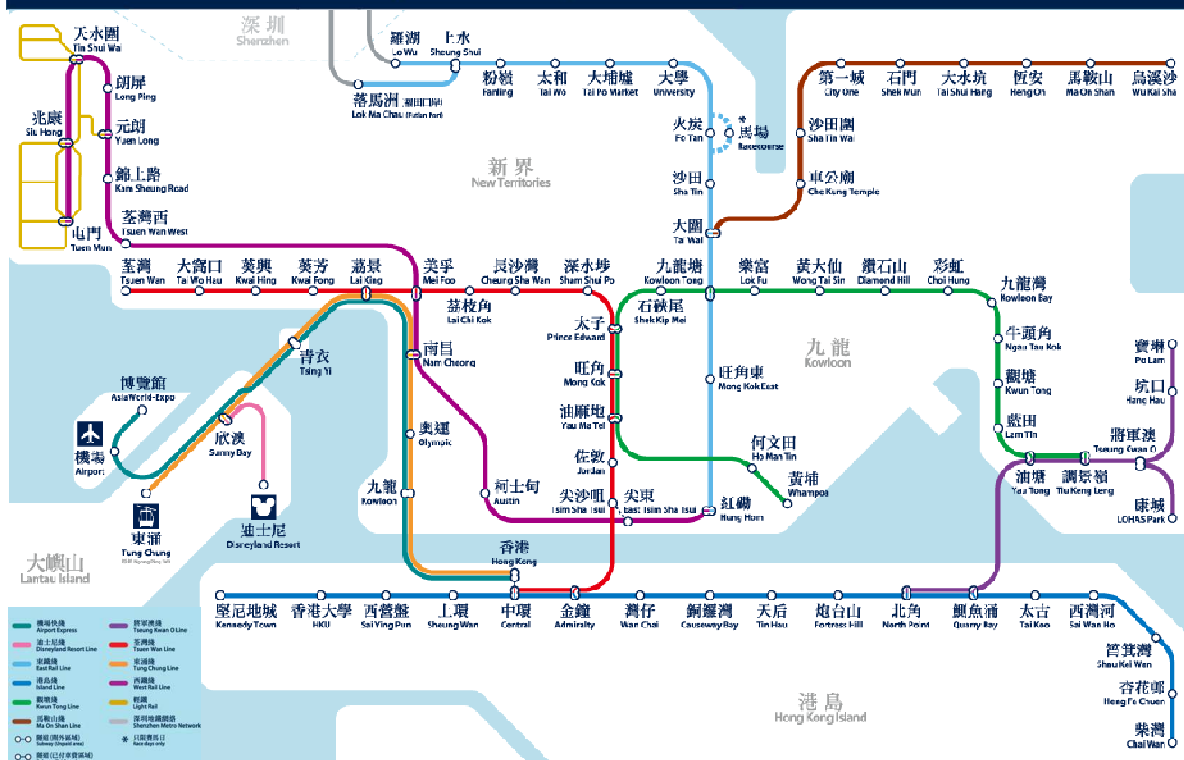 深圳
Shenzhen
天水圍
Tin Shui Wai
朗屏
Long Ping
兆康
Siu Hong
元朗
Yuen Long
錦上路
Kam Sheung Road
屯門
Tuen Mun
荃灣西
Tsuen Wan West
羅湖
Lo Wu
上水
Sheung Shui
落馬洲
Lok Ma Chau
粉嶺
Fanling
太和
Tai Wo
大埔墟
Tai Po Market
大學
University
火炭
Fo Tan
*
馬場
Racecourse
沙田
Sha Tin
大圍
Tai Wai
第一城
City One
石門
Shek Mun
大水坑
Tai Shui Hang
恆安
Heng On
馬鞍山
Ma On Shan
烏溪沙
Wu Kai Sha
沙田圍
Sha Tin Wai
車公廟
Che Kung Temple
新界
New Territories
荃灣
Tsuen Wan
大窩口
Tai Wo Hau
葵興
Kwai Hing
葵芳
Kwai Fong
荔景
Lai King
美孚
Mei Foo
荔枝角
Lai Chi Kok
長沙灣
Cheung Sha Wan
深水埗
Sham Shui Po
太子
Prince Edward
石硤尾
Shek Kip Mei
九龍塘
Kowloon Tong
樂富
Lok Fu
黃大仙
Wong Tai Sin
鑽石山
Diamond Hill
彩虹
Choi Hung
九龍灣
Kowloon Bay
牛頭角
Ngau Tau Kok
觀塘
Kwun Tong
藍田
Lam Tin
油塘
Yau Tong
調景嶺
Tiu Keng Leng
將軍澳
Tseung Kwan O
寶琳
Po Lam
坑口
Hang Hau
康城
LOHAS Park
九龍
Kowloon
旺角
Mong Kok
旺角東
Mong Kok East
油麻地
Yau Ma Tei
何文田
Ho Man Tin
黃埔
Whampoa
佐敦
Jordan
尖沙咀
Tsim Sha Tsui
尖東
East Tsim Sha Tsui
紅磡
Hung Hom
柯士甸
Austin
南昌
Nam Cheong
奧運
Olympic
九龍
Kowloon
香港
Hong Kong
青衣
Tsing Yi
博覽館
AsiaWorld-Expo
機場
Airport
欣澳
Sunny Bay
迪士尼
Disneyland Resort
東涌
Tung Chung
大嶼山
Lantau Island
堅尼地城
Kennedy Town
香港大學
HKU
西營盤
Sai Ying Pun
上環
Sheung Wan
中環
Central
金鐘
Admiralty
灣仔
Wan Chai
銅鑼灣
Causeway Bay
天后
Tin Hau
炮台山
Fortress Hill
北角
North Point
鰂魚涌
Quarry Bay
太古
Tai Koo
西灣河
Sai Wan Ho
筲箕灣
Shau Kei Wan
杏花邨
Heng Fa Chuen
柴灣
Chai Wan
港島
Hong Kong Island
機場快綫
Airport Express
迪士尼綫
Disneyland Resort Line
東鐵綫
East Rail Line
港島綫
Island Line
觀塘綫
Kwun Tong Line
馬鞍山綫
Ma On Shan Line
將軍澳綫
Tseung Kwan O Line
荃灣綫
Tsuen Wan Line
東涌綫
Tung Chung Line
西鐵綫
West Rail Line
輕鐵
Light Rail
深圳地鐵網絡
Shenzhen Metro Network
* 只限賽馬日
Race days only
Subway (Unpaid area)